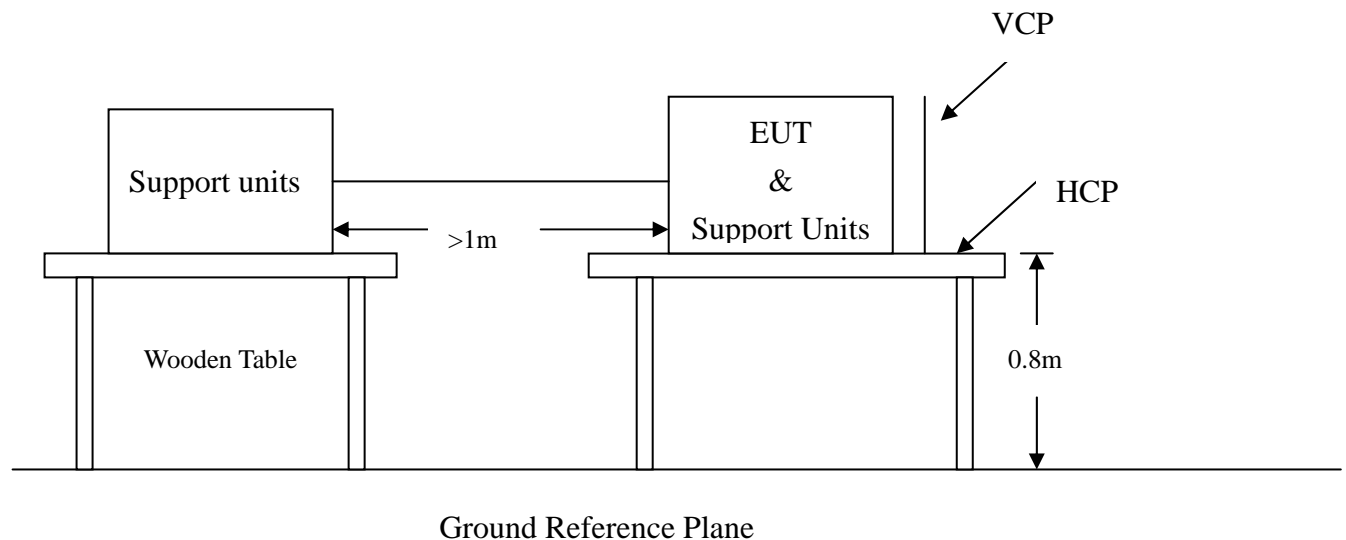 VCP
EUT
&
Support Units
Support units
HCP
>1m
Wooden Table
0.8m
Ground Reference Plane